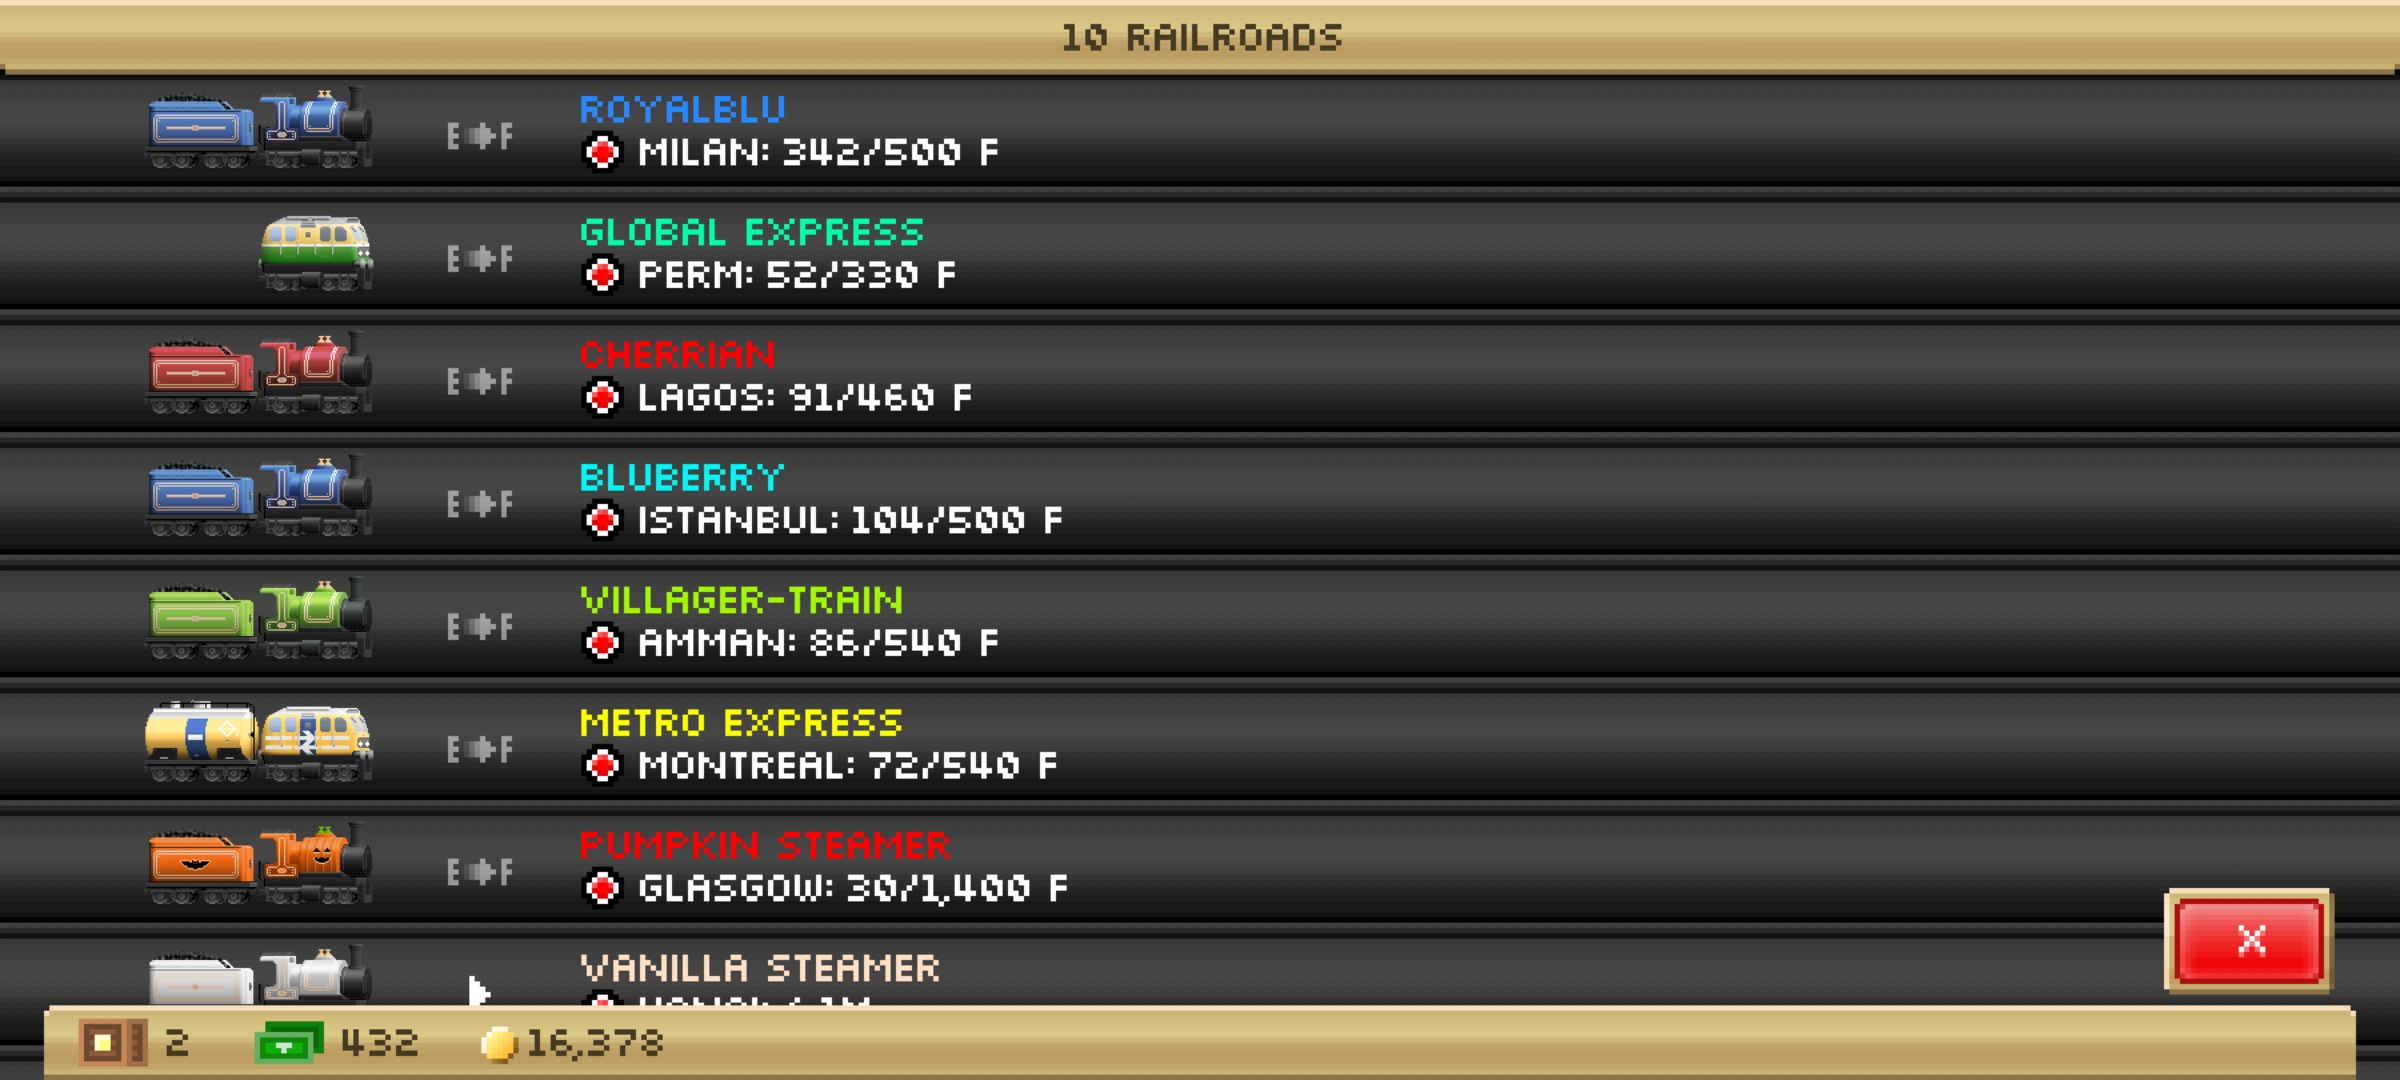 10 RAILROADS
ROYALBLU
E F MILAN: 342/500 F
GLOBAL EXPRESS
E F PERM: 52/330 F
CHERRIAN
E F LAGOS: 91/460 F
BLUBERRY
E F ISTANBUL: 104/500 F
VILLAGER-TRAIN
E F AMMAN: 86/540 F
METRO EXPRESS
E F MONTREAL: 72/540 F
PUMPKIN STEAMER
E F GLASGOW: 30/1,400 F
VANILLA STEAMER
X
2 432 16,378